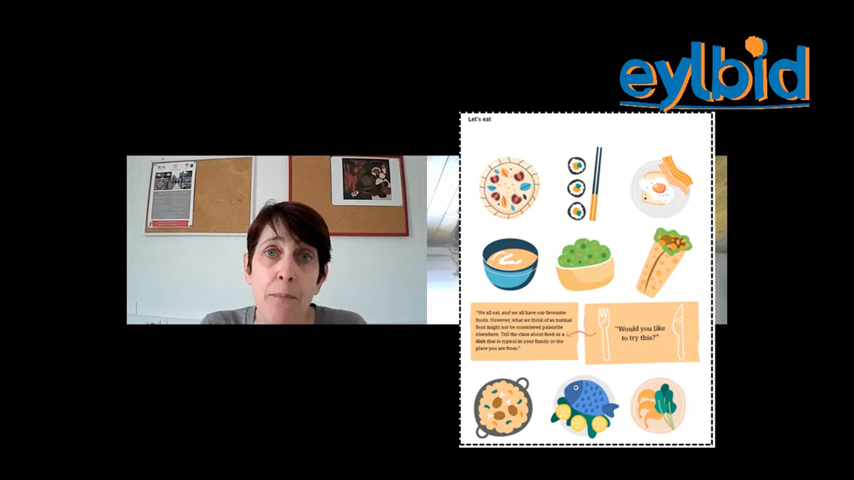 eylbid
Let's eat
"We all eat, and we all have our favourite
foods. However, what we think of as normal
food might not be considered palatable
elsewhere. Tell the class about food or a
dish that is typical in your family or the
place you are from."
"Would you like
to try this?"